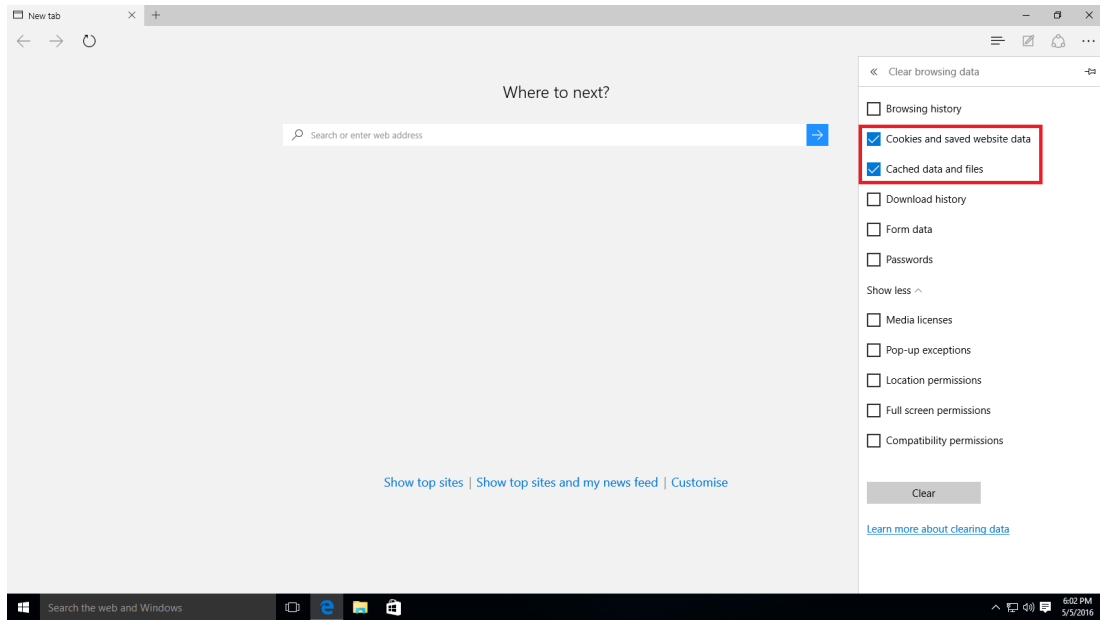 New tab
Clear browsing data
Where to next?
Browsing history
Search or enter web address
Cookies and saved website data
Cached data and files
Download history
Form data
Passwords
Show less
Media licenses
Pop-up exceptions
Location permissions
Full screen permissions
Compatibility permissions
Show top sites | Show top sites and my news feed | Customise
Clear
Learn more about clearing data
Search the web and Windows
6:02 PM
5/5/2016